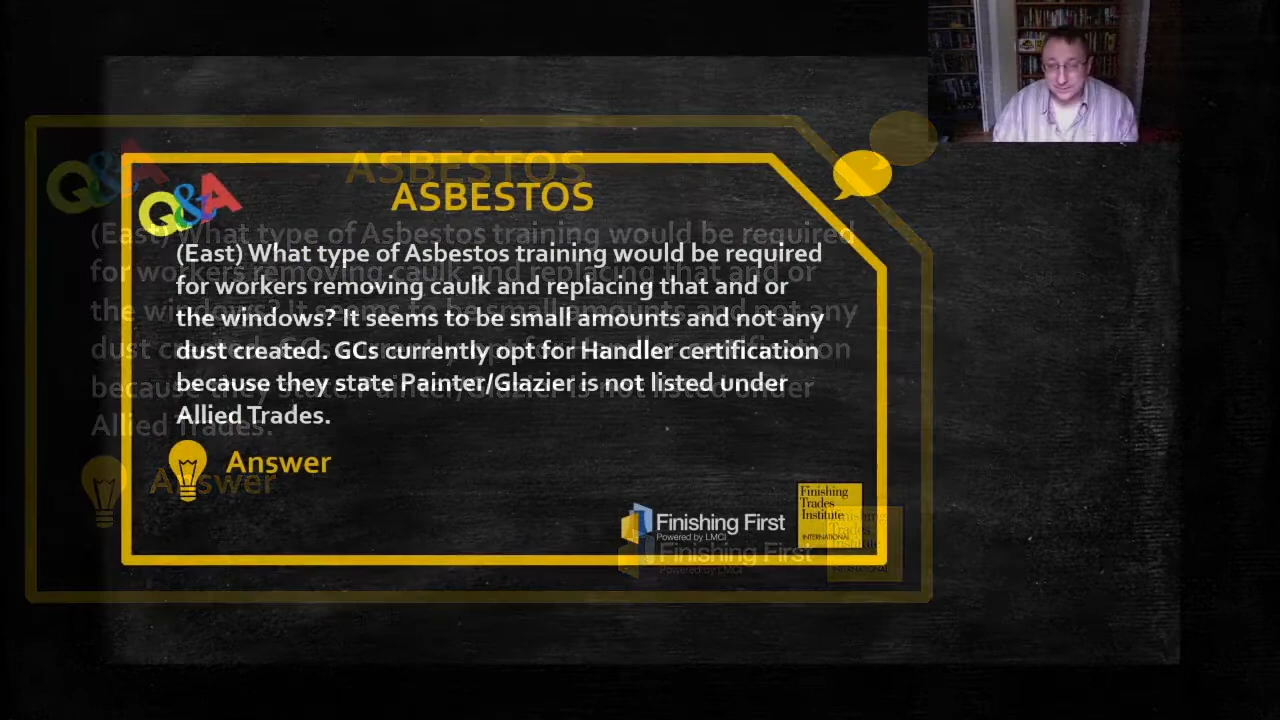 Q&A
ASBESTOS
(East) What type of Asbestos training would be required
for workers removing caulk and replacing that and or
the windows? It seems to be small amounts and not any
dust created. GCs currently opt for Handler certification
because they state Painter/Glazier is not listed under
Allied Trades.
Answer
Finishing First
Powered by LMCI
Finishing
Trades
Institute
INTERNATIONAL